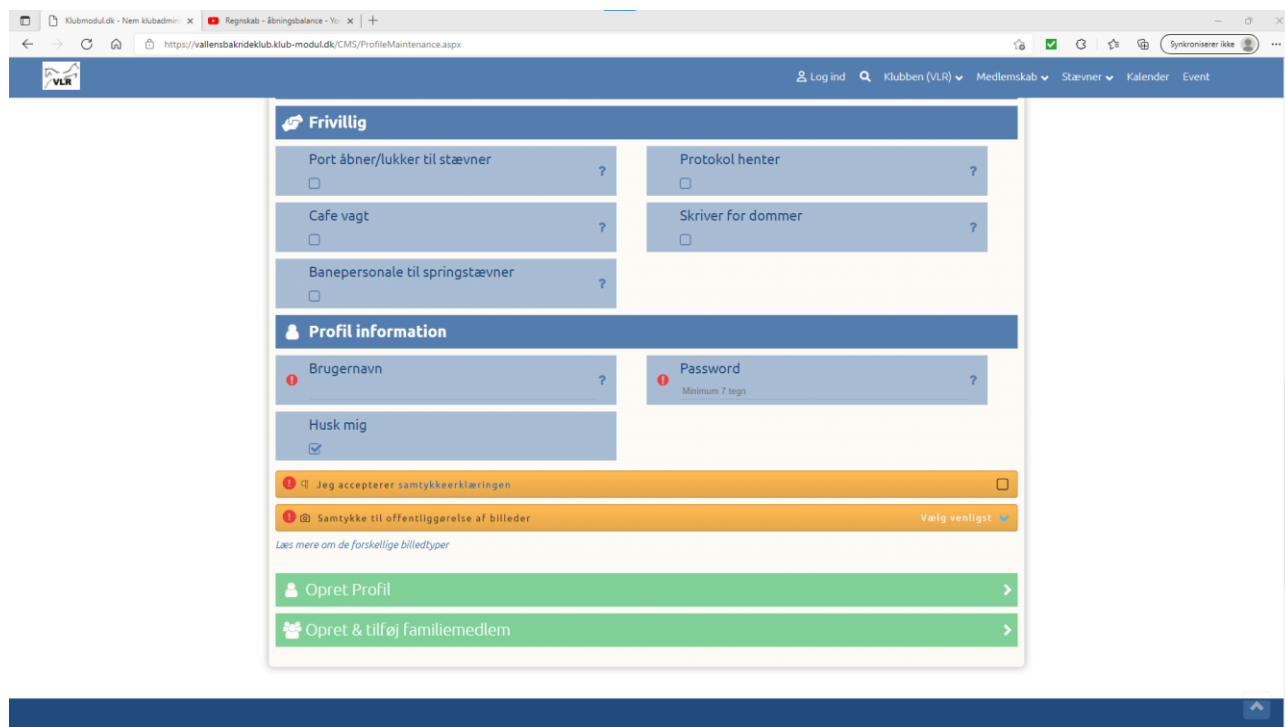 Klubmodul.dk - Nem klubadmin
Regnskab - åbningsbalance - Yo
https://vallensbakrideklub.klub-modul.dk/CMS/ProfileMaintenance.aspx
Synkroniserer ikke
VLR
Log ind
Klubben (VLR)
Medlemskab
Stævner
Kalender
Event
Frivillig
Port åbner/lukker til stævner
?
Protokol henter
?
Cafe vagt
?
Skriver for dommer
?
Banepersonale til springstævner
?
Profil information
Brugernavn
?
Password
Minimum 7 tegn
?
Husk mig
¶ Jeg accepterer samtykkeerklæringen
Samtykke til offentliggørelse af billeder
Vælg venligst
Læs mere om de forskellige billedtyper
Opret Profil
Opret & tilføj familiemedlem